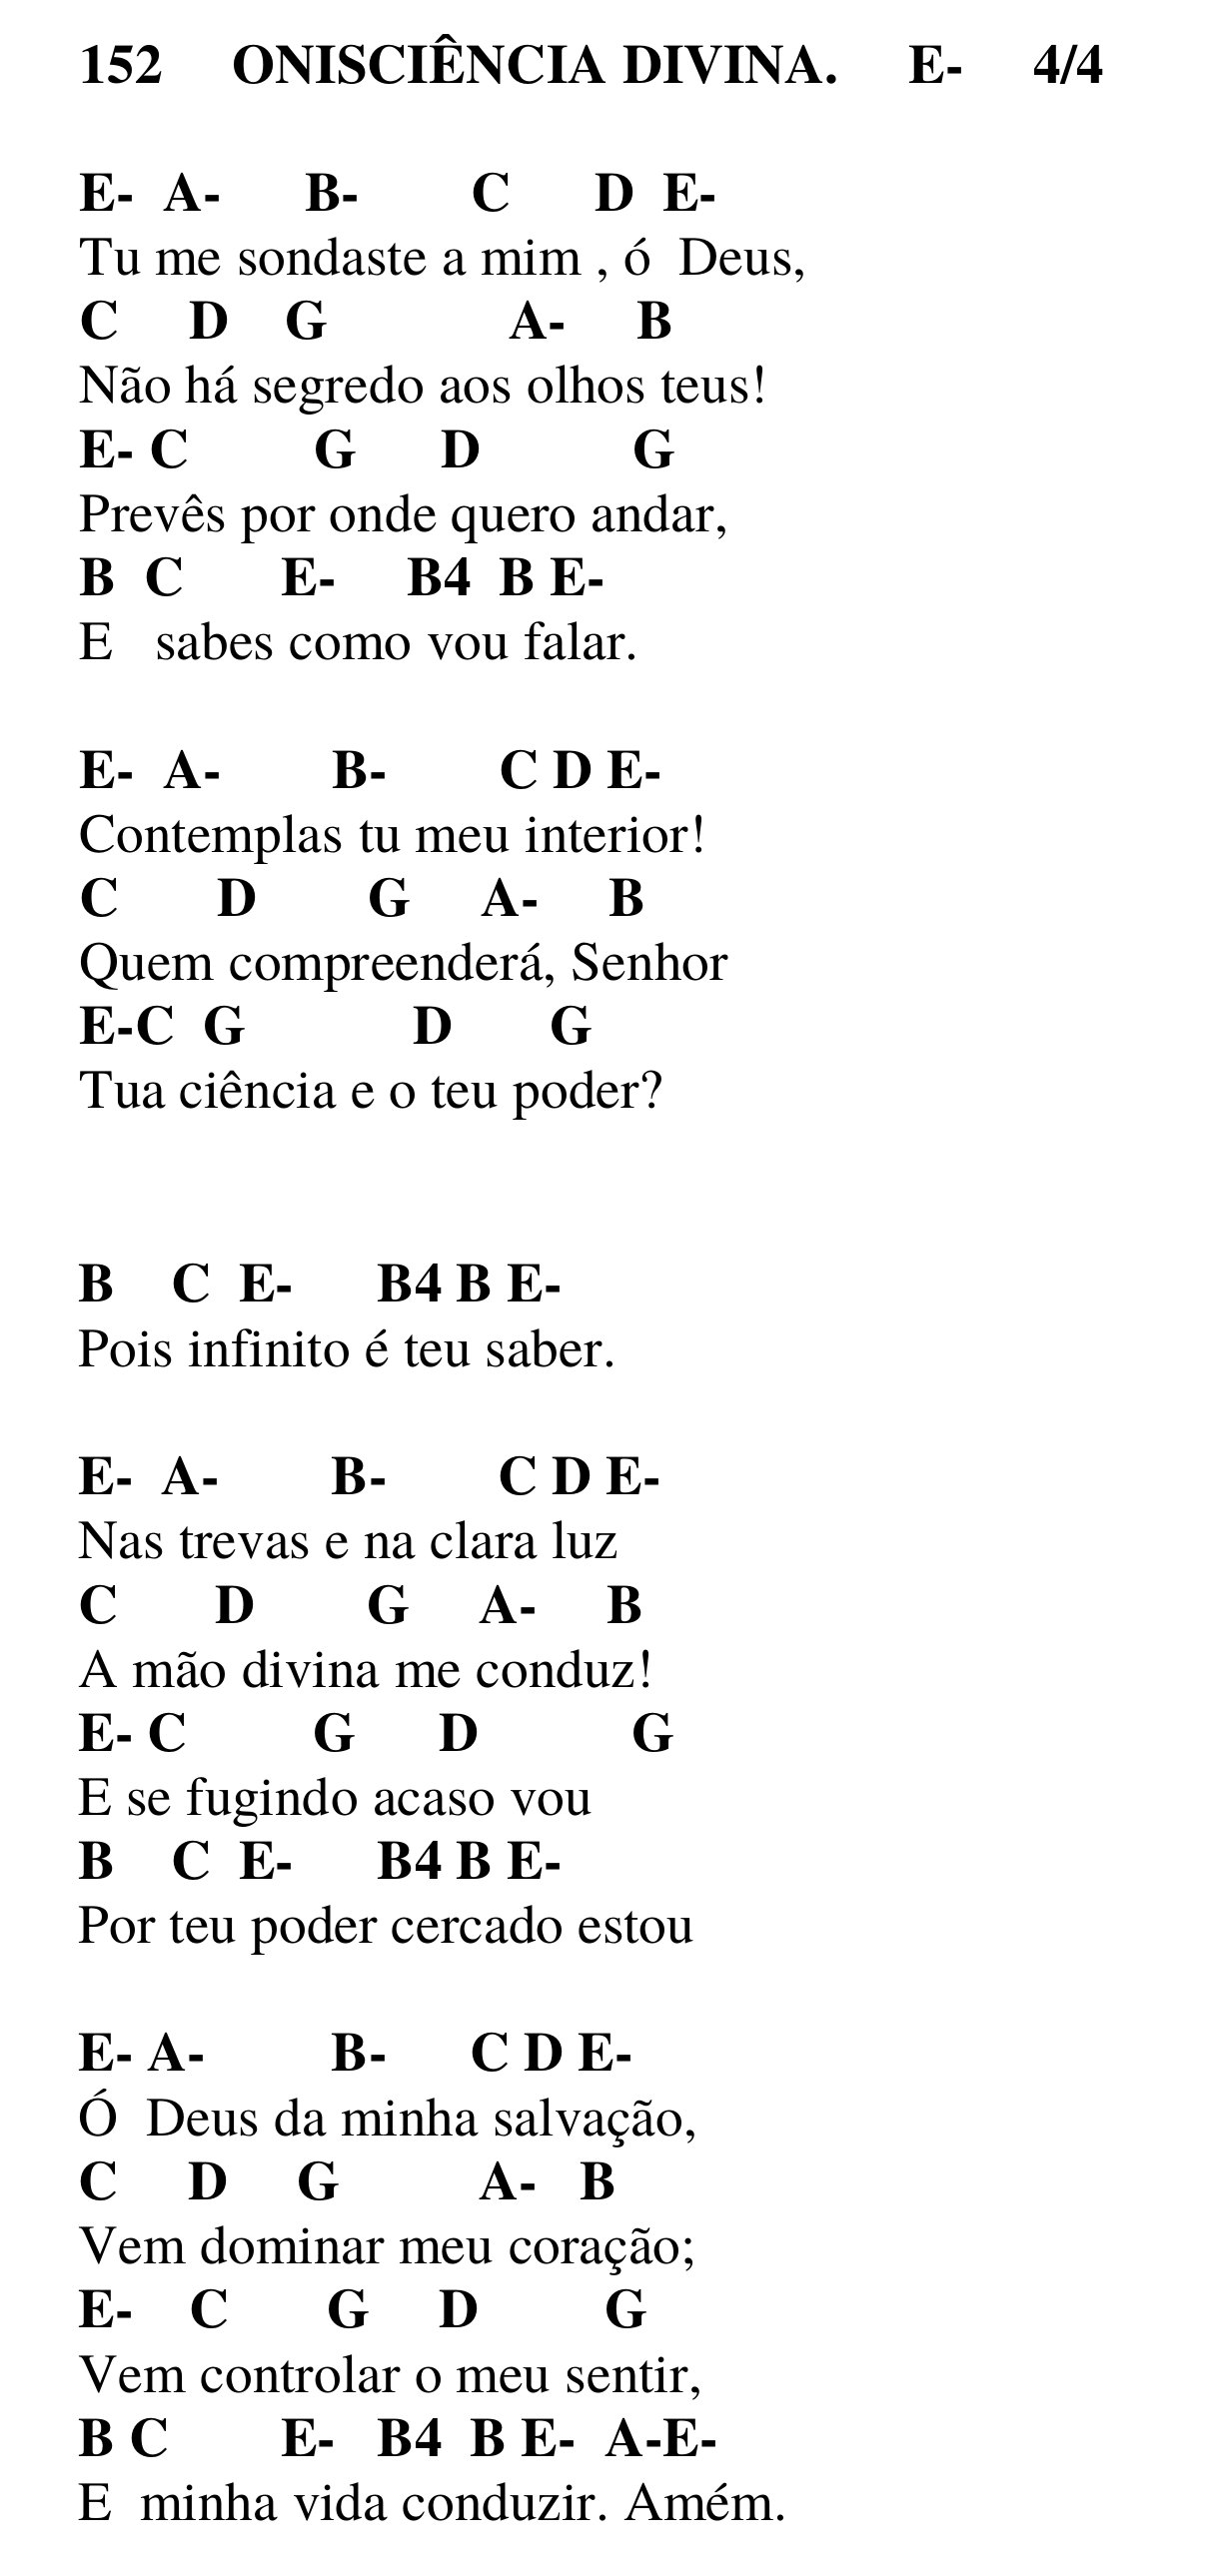 152     ONISCIÊNCIA DIVINA.     E-     4/4
E-  A-      B-        C      D  E-
Tu me sondaste a mim , ó  Deus,
C     D    G             A-     B
Não há segredo aos olhos teus!
E- C         G      D           G
Prevês por onde quero andar,
B  C       E-     B4  B E-
E   sabes como vou falar.
E-  A-        B-        C D E-
Contemplas tu meu interior!
C       D        G     A-     B
Quem compreenderá, Senhor
E-C  G            D       G
Tua ciência e o teu poder?
B    C  E-      B4 B E-
Pois infinito é teu saber.
E-  A-        B-        C D E-
Nas trevas e na clara luz
C       D        G     A-     B
A mão divina me conduz!
E- C         G      D           G
E se fugindo acaso vou
B    C  E-      B4 B E-
Por teu poder cercado estou
E- A-         B-      C D E-
Ó  Deus da minha salvação,
C     D     G          A-   B
Vem dominar meu coração;
E-    C       G     D         G
Vem controlar o meu sentir,
B C        E-   B4  B E-  A-E-
E  minha vida conduzir. Amém.